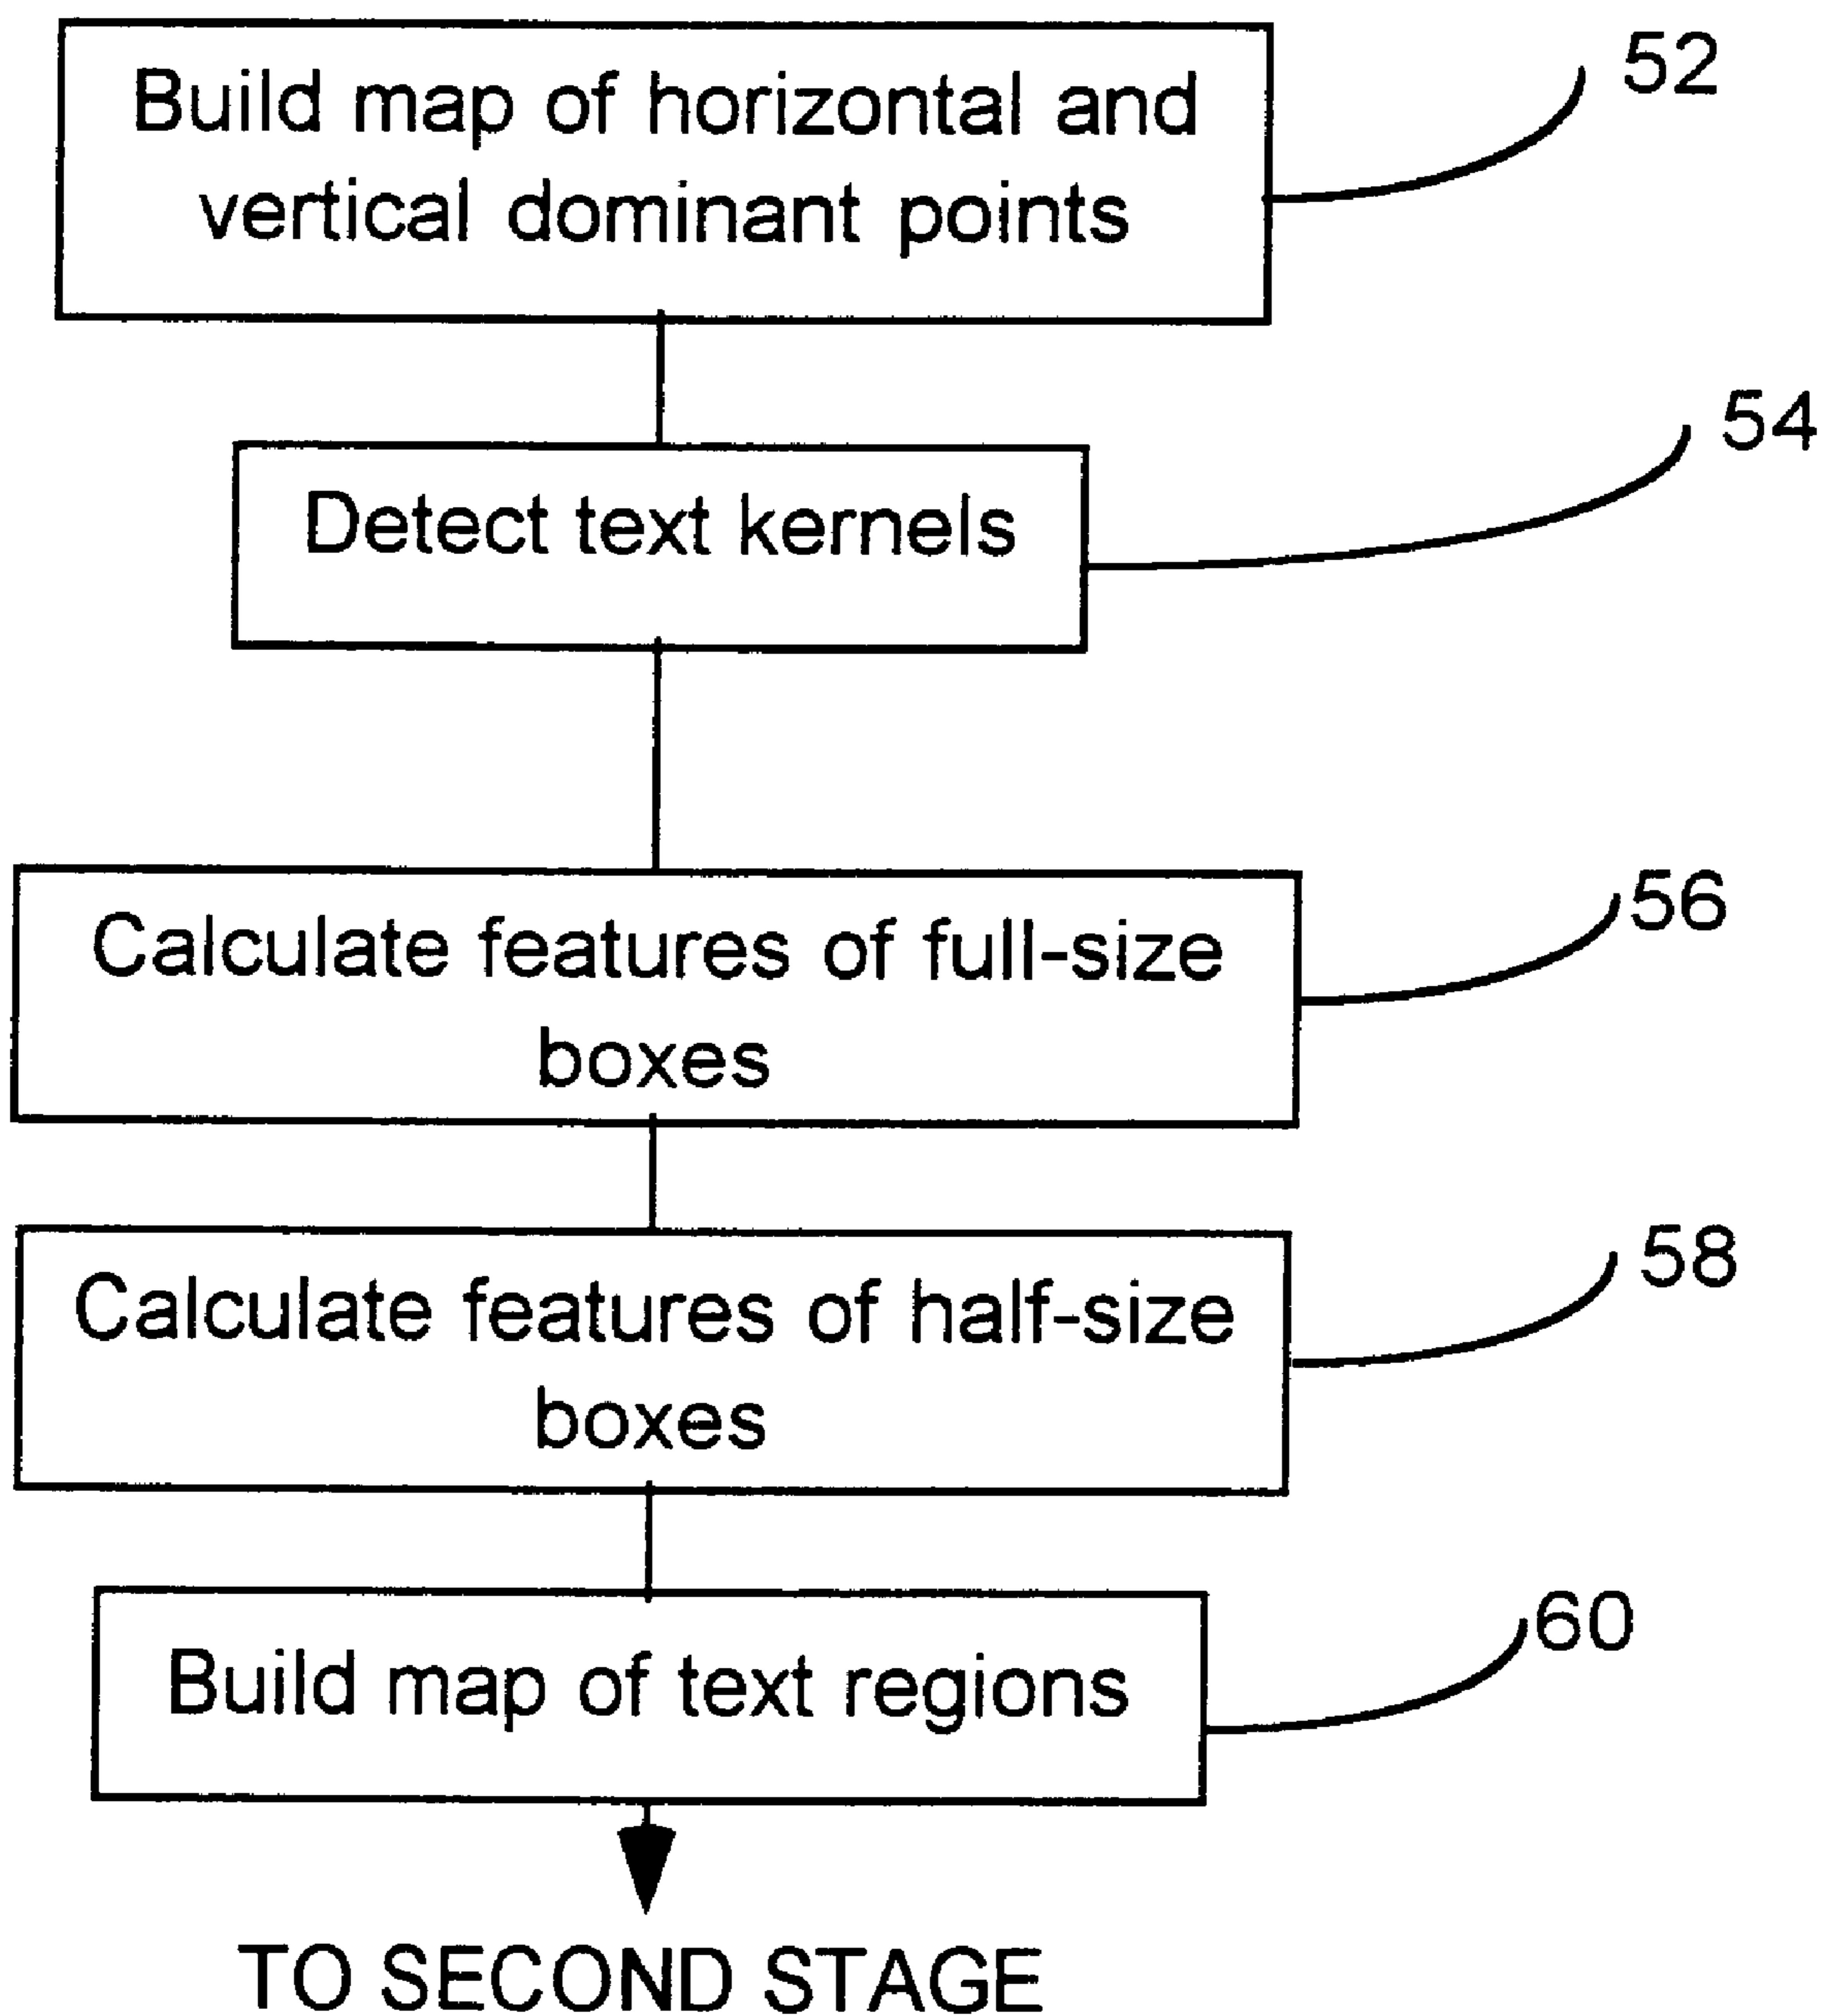 Build map of horizontal and
vertical dominant points
52
Detect text kernels
54
Calculate features of full-size
boxes
56
Calculate features of half-size
boxes
58
Build map of text regions
60
TO SECOND STAGE